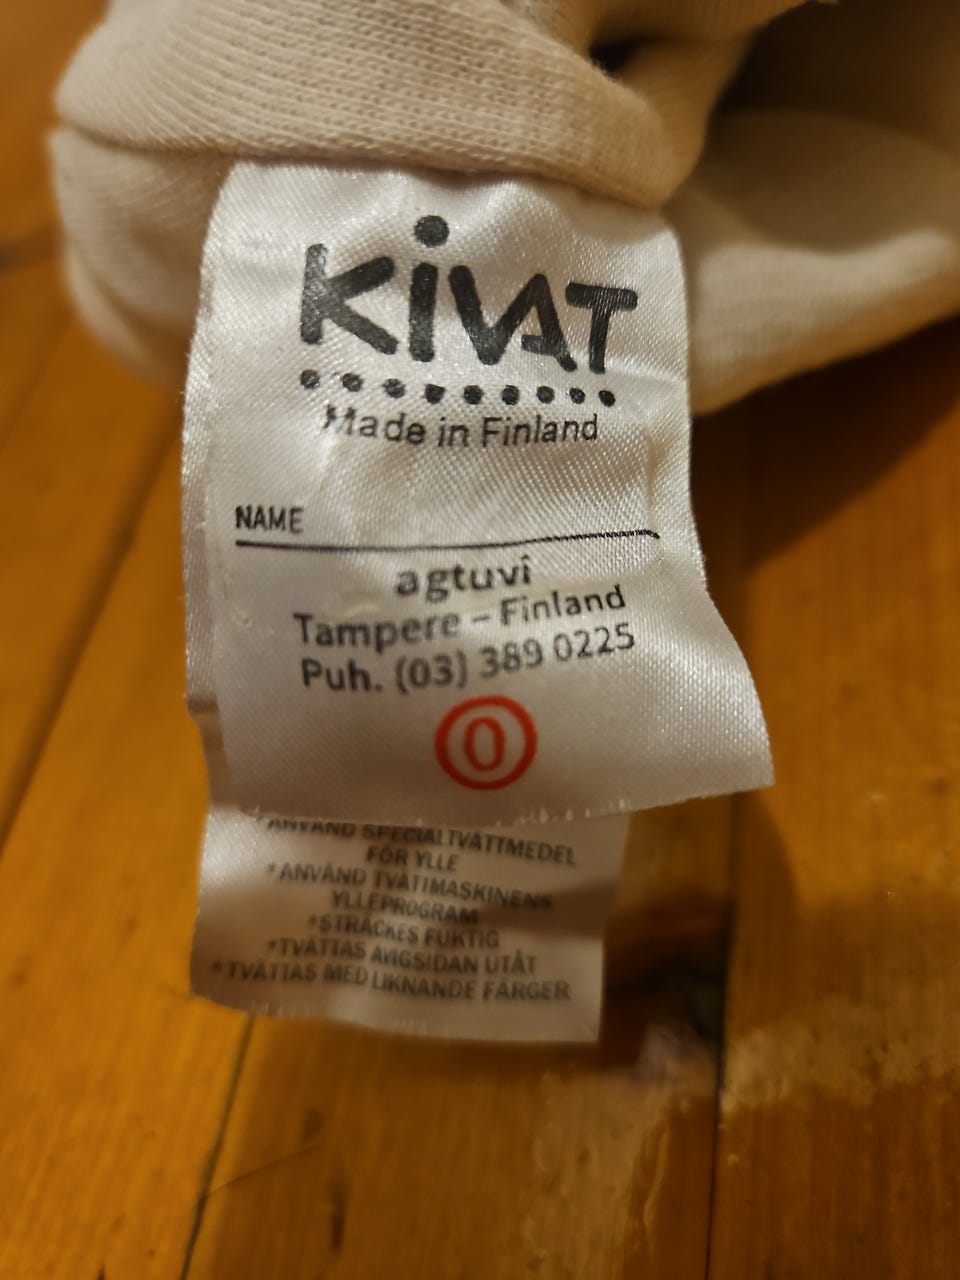 KiVAT
Made in Finland
NAME
agtuvi
Tampere – Finland
Puh. (03) 389 0225
0
*ANVÄND SPECIALTVÄTTMEDEL
FÖR YLLE
*ANVÄND TVÄTTMASKINENS
YLLEPROGRAM
*STRÄCKES FUKTIG
*TVÄTTAS AVIGSIDAN UTÅT
*TVÄTTAS MED LIKNANDE FÄRGER